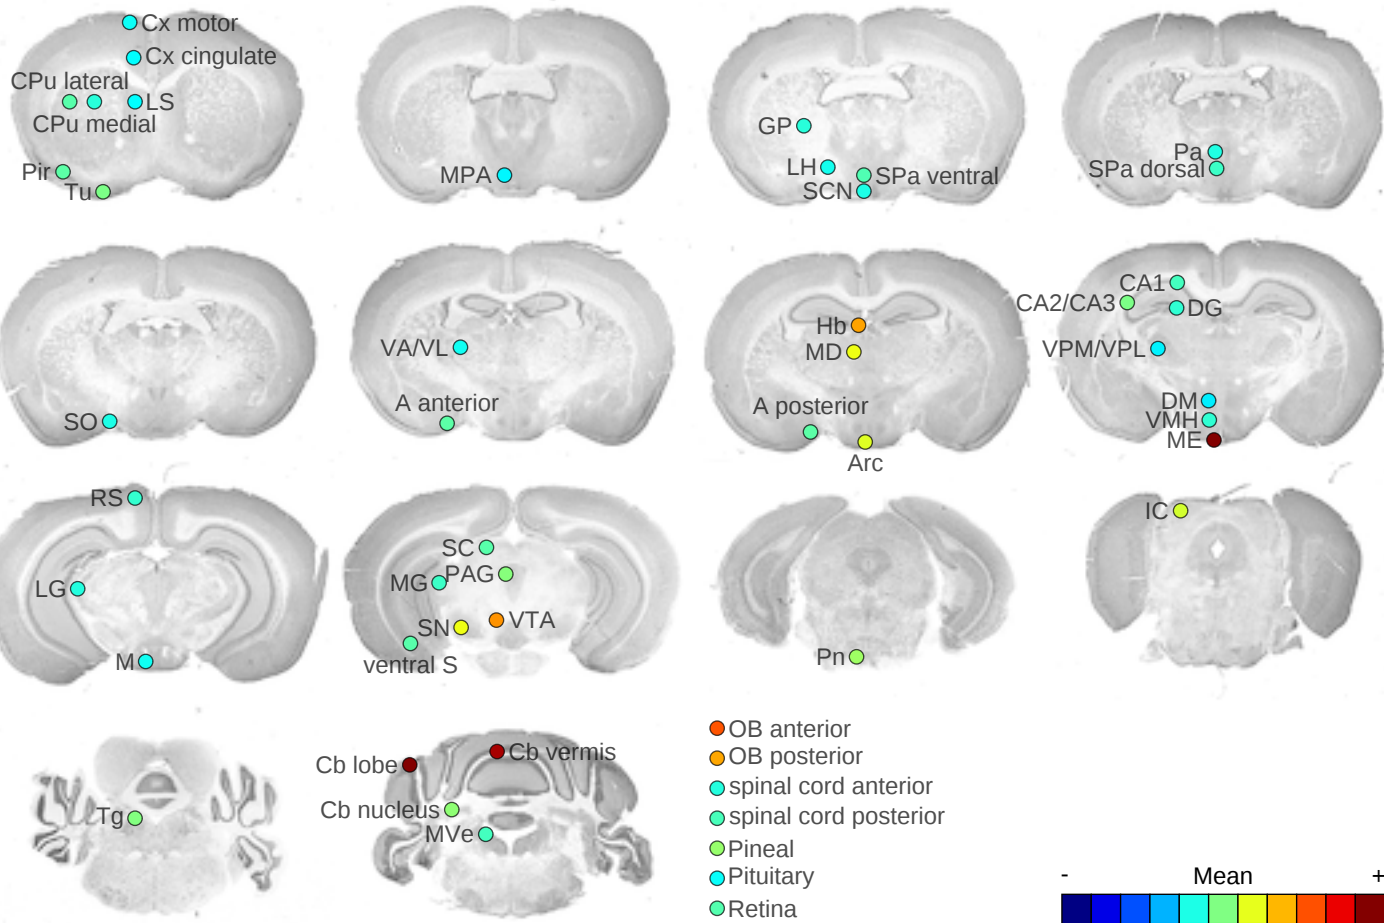 Cx motor
Cx cingulate
CPu lateral
LS
CPu medial
Pir
Tu
MPA
GP
LH
SPa ventral
SCN
Pa
SPa dorsal
SO
VA/VL
A anterior
Hb
MD
A posterior
Arc
CA1
CA2/CA3
DG
VPM/VPL
DM
VMH
ME
RS
LG
M
SC
MG
PAG
SN
VTA
ventral S
Pn
IC
Tg
Cb lobe
Cb vermis
Cb nucleus
MVe
OB anterior
OB posterior
spinal cord anterior
spinal cord posterior
Pineal
Pituitary
Retina
- Mean +